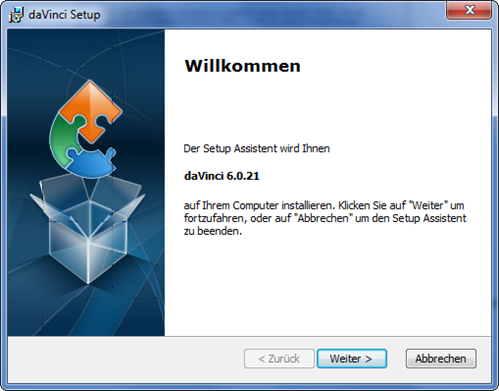 daVinci Setup
Willkommen
Der Setup Assistent wird Ihnen
daVinci 6.0.21
auf Ihrem Computer installieren. Klicken Sie auf "Weiter" um
fortzufahren, oder auf "Abbrechen" um den Setup Assistent
zu beenden.
< Zurück
Weiter >
Abbrechen